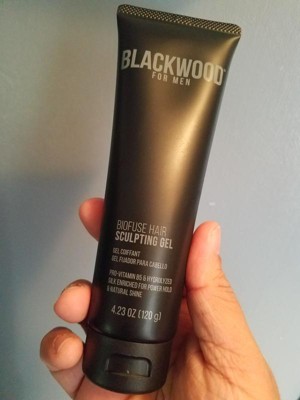 BLACKWOOD
FOR MEN
BIOFUSE HAIR
SCULPTING GEL
GEL COIFFANT
GEL FIJADOR PARA CABELLO
PRO-VITAMIN B5 & HYDROLYZED
SILK ENRICHED FOR POWER HOLD
& NATURAL SHINE
4.23 OZ (120 g)